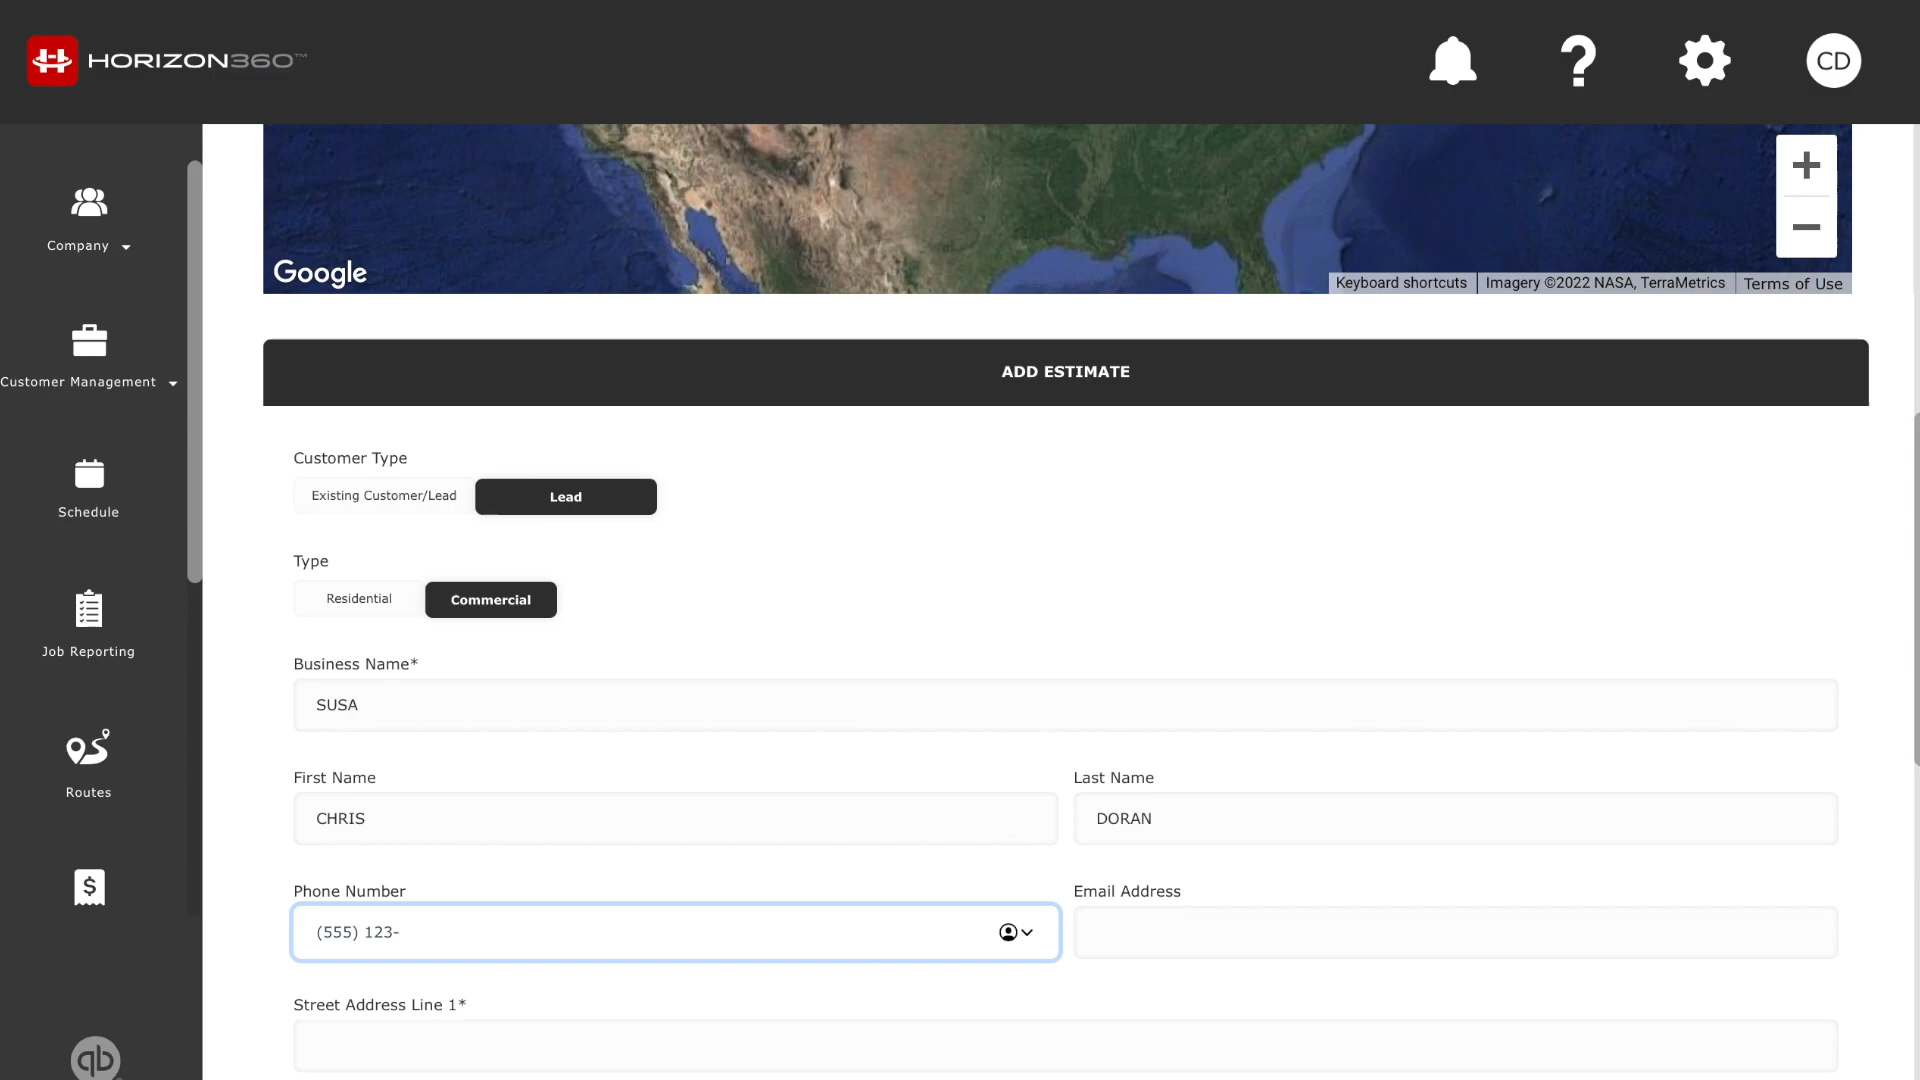 HORIZON360™
CD
Company
Customer Management
Schedule
Job Reporting
Routes
$
qb
Google
Keyboard shortcuts
Imagery ©2022 NASA, TerraMetrics
Terms of Use
ADD ESTIMATE
Customer Type
Existing Customer/Lead
Lead
Type
Residential
Commercial
Business Name*
SUSA
First Name
Last Name
CHRIS
DORAN
Phone Number
Email Address
(555) 123-
Street Address Line 1*